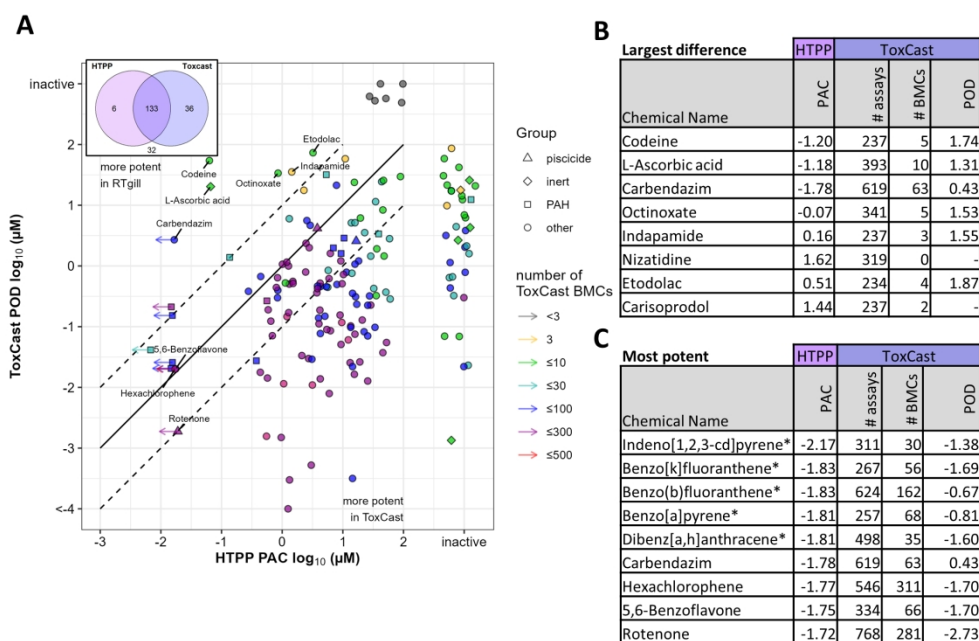 A
HTPP
Toxcast
6
133
36
32
inactive
2
1
0
-1
-2
-3
<-4
ToxCast POD log10 (µM)
-3
-2
-1
0
1
2
inactive
HTPP PAC log10 (µM)
more potent
in RTgill
more potent
in ToxCast
Codeine
L-Ascorbic acid
Octinoxate
Etodolac
Indapamide
Carbendazim
5,6-Benzoflavone
Hexachlorophene
Rotenone
Group
piscicide
inert
PAH
other
number of
ToxCast BMCs
<3
3
≤10
≤30
≤100
≤300
≤500
B
Largest difference HTPP ToxCast
Chemical Name PAC # assays # BMCs POD
Codeine -1.20 237 5 1.74
L-Ascorbic acid -1.18 393 10 1.31
Carbendazim -1.78 619 63 0.43
Octinoxate -0.07 341 5 1.53
Indapamide 0.16 237 3 1.55
Nizatidine 1.62 319 0 -
Etodolac 0.51 234 4 1.87
Carisoprodol 1.44 237 2 -
C
Most potent HTPP ToxCast
Chemical Name PAC # assays # BMCs POD
Indeno[1,2,3-cd]pyrene* -2.17 311 30 -1.38
Benzo[k]fluoranthene* -1.83 267 56 -1.69
Benzo(b)fluoranthene* -1.83 624 162 -0.67
Benzo[a]pyrene* -1.81 257 68 -0.81
Dibenz[a,h]anthracene* -1.81 498 35 -1.60
Carbendazim -1.78 619 63 0.43
Hexachlorophene -1.77 546 311 -1.70
5,6-Benzoflavone -1.75 334 66 -1.70
Rotenone -1.72 768 281 -2.73